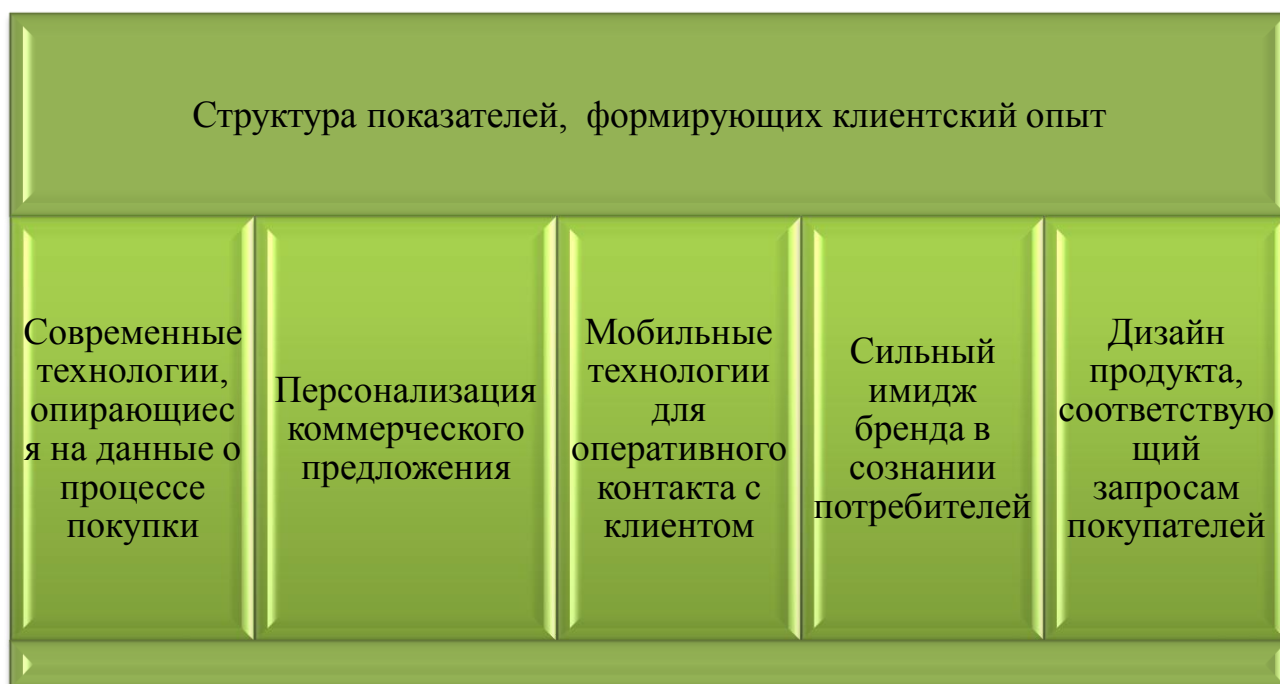 Структура показателей, формирующих клиентский опыт
Современные
технологии,
опирающиес
я на данные о
процессе
покупки
Персонализация
коммерческого
предложения
Мобильные
технологии
для
оперативного
контакта с
клиентом
Сильный
имидж
бренда в
сознании
потребителей
Дизайн
продукта,
соответствую
щий
запросам
покупателей